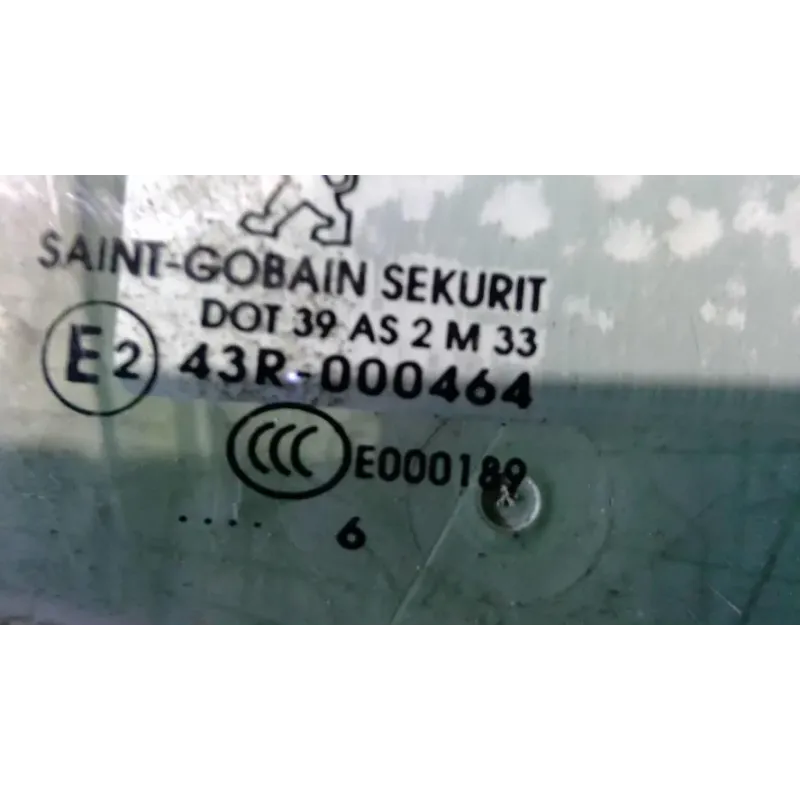 SAINT-GOBAIN SEKURIT
DOT 39 AS 2 M 33
E2 43R-000464
CCC E000189
.... 6